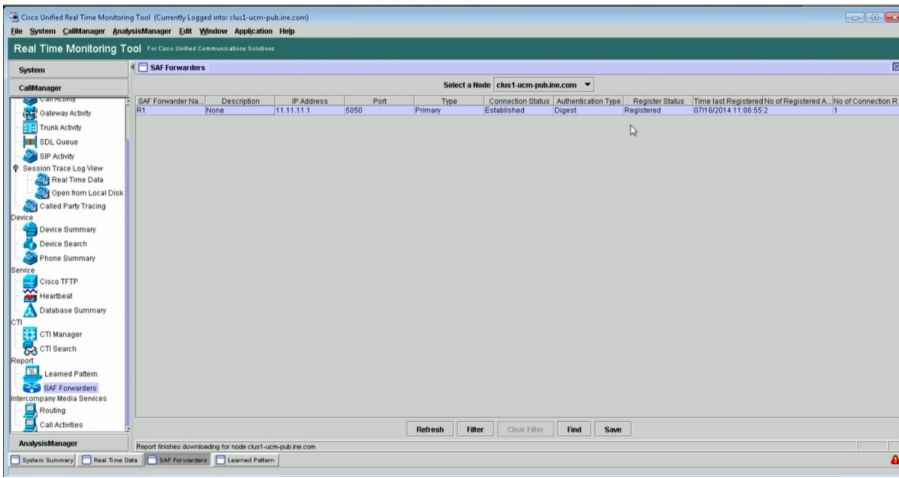 Cisco Unified Real Time Monitoring Tool (Currently Logged into: clus1-ucm-pub.ine.com)
File System CallManager AnalysisManager Edit Window Application Help
Real Time Monitoring Tool For Cisco Unified Communications Solutions
System
SAF Forwarders
CallManager
Select a Node clus1-ucm-pub.ine.com
SAF Forwarder Na... Description IP Address Port Type Connection Status Authentication Type Register Status Time last Registered No of Registered A... No of Connection R...
R1 None 11.11.11.1 5050 Primary Established Digest Registered 07/16/2014 11:06:55 2 1
Call Activity
Gateway Activity
Trunk Activity
SDL Queue
SIP Activity
Session Trace Log View
Real Time Data
Open from Local Disk
Called Party Tracing
Device
Device Summary
Device Search
Phone Summary
Service
Cisco TFTP
Heartbeat
Database Summary
CTI
CTI Manager
CTI Search
Report
Learned Pattern
SAF Forwarders
Intercompany Media Services
Routing
Call Activities
Refresh Filter Clear Filter Find Save
AnalysisManager
Report finishes downloading for node clus1-ucm-pub.ine.com
System Summary Real Time Data SAF Forwarders Learned Pattern